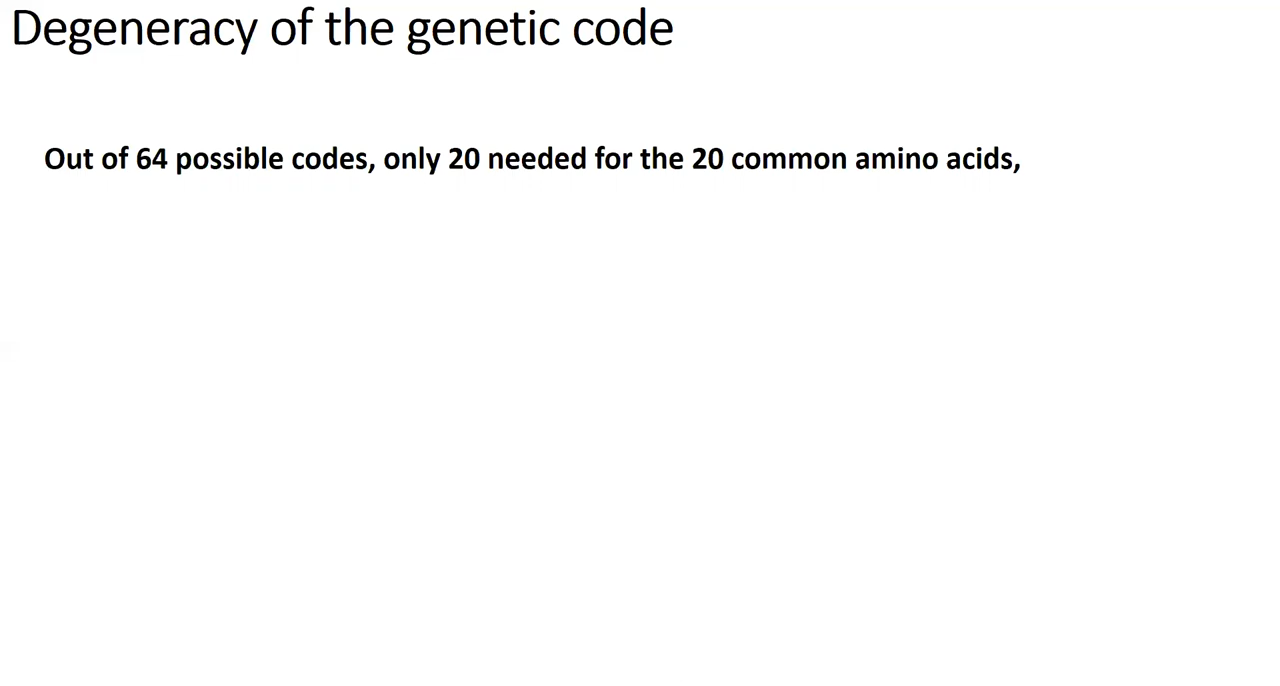 Degeneracy of the genetic code
Out of 64 possible codes, only 20 needed for the 20 common amino acids,